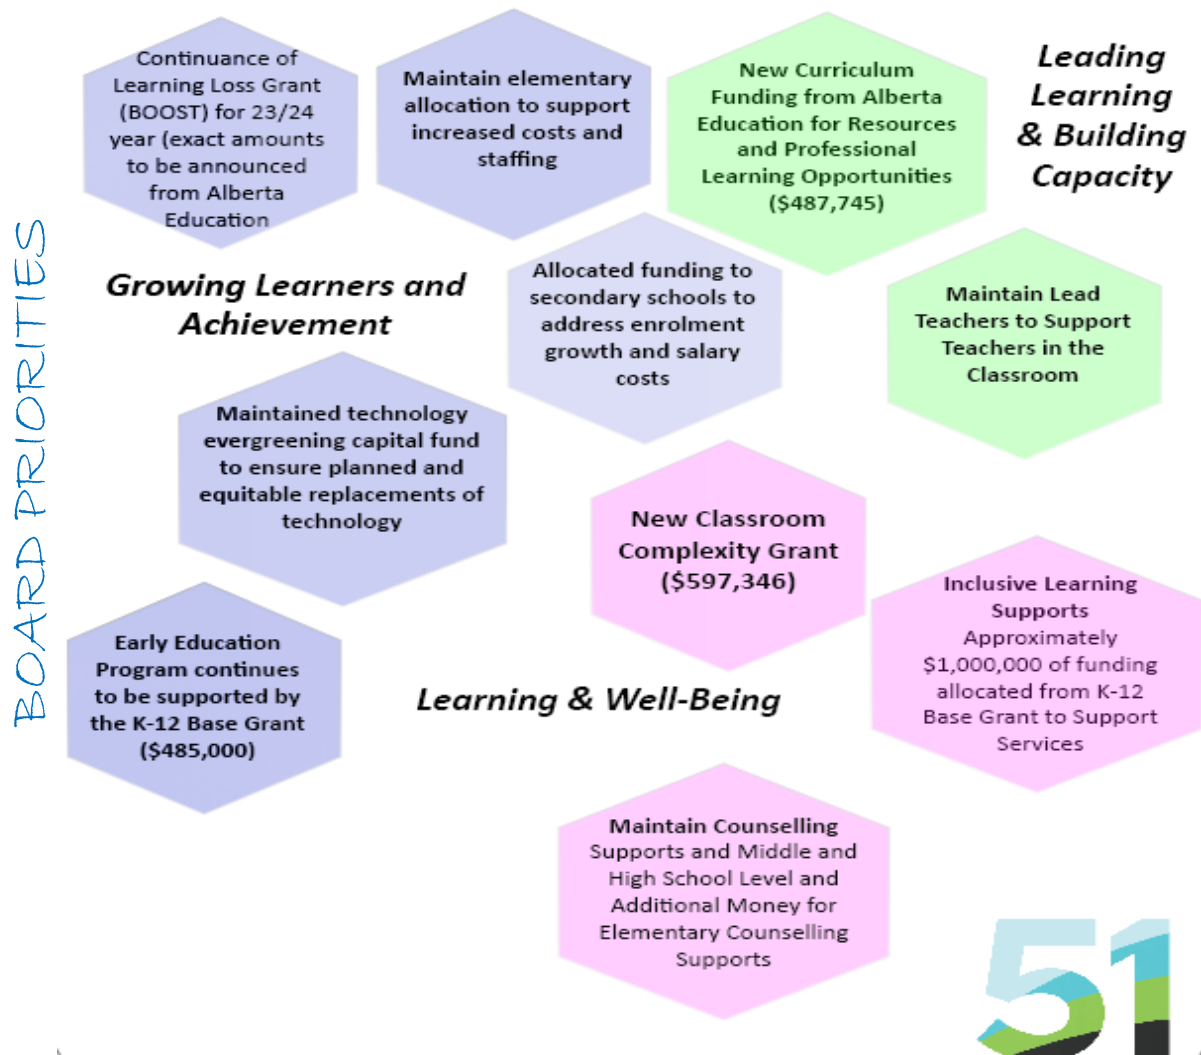 BOARD PRIORITIES
Continuance of
Learning Loss Grant
(BOOST) for 23/24
year (exact amounts
to be announced
from Alberta
Education
Maintain elementary
allocation to support
increased costs and
staffing
New Curriculum
Funding from Alberta
Education for Resources
and Professional
Learning Opportunities
($487,745)
Leading
Learning
& Building
Capacity
Growing Learners and
Achievement
Allocated funding to
secondary schools to
address enrolment
growth and salary
costs
Maintain Lead
Teachers to Support
Teachers in the
Classroom
Maintained technology
evergreening capital fund
to ensure planned and
equitable replacements of
technology
New Classroom
Complexity Grant
($597,346)
Inclusive Learning
Supports
Approximately
$1,000,000 of funding
allocated from K-12
Base Grant to Support
Services
Early Education
Program continues
to be supported by
the K-12 Base Grant
($485,000)
Learning & Well-Being
Maintain Counselling
Supports and Middle and
High School Level and
Additional Money for
Elementary Counselling
Supports
51